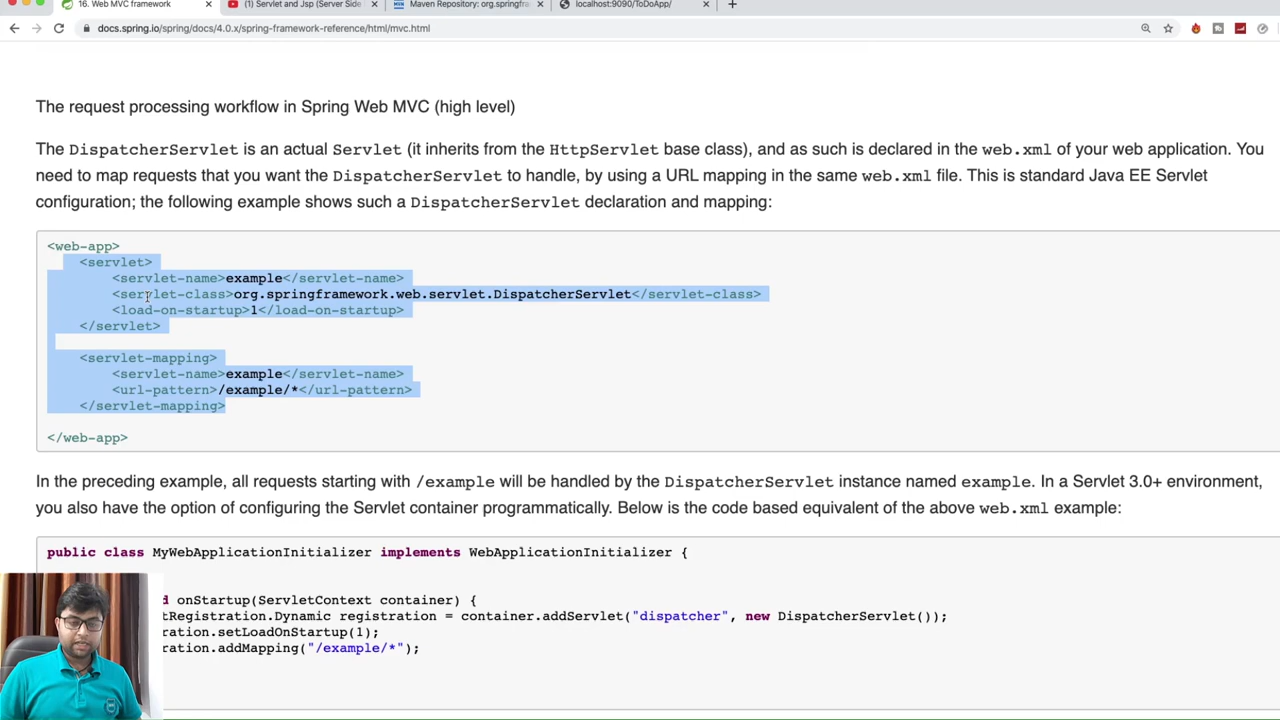 16. Web MVC framework
(1) Servlet and Jsp (Server Side
Maven Repository: org.springfra
localhost:9090/ToDoApp/
docs.spring.io/spring/docs/4.0.x/spring-framework-reference/html/mvc.html
The request processing workflow in Spring Web MVC (high level)
The DispatcherServlet is an actual Servlet (it inherits from the HttpServlet base class), and as such is declared in the web.xml of your web application. You
need to map requests that you want the DispatcherServlet to handle, by using a URL mapping in the same web.xml file. This is standard Java EE Servlet
configuration; the following example shows such a DispatcherServlet declaration and mapping:
<web-app>
<servlet>
<servlet-name>example</servlet-name>
<servlet-class>org.springframework.web.servlet.DispatcherServlet</servlet-class>
<load-on-startup>1</load-on-startup>
</servlet>
<servlet-mapping>
<servlet-name>example</servlet-name>
<url-pattern>/example/*</url-pattern>
</servlet-mapping>
</web-app>
In the preceding example, all requests starting with /example will be handled by the DispatcherServlet instance named example. In a Servlet 3.0+ environment,
you also have the option of configuring the Servlet container programmatically. Below is the code based equivalent of the above web.xml example:
public class MyWebApplicationInitializer implements WebApplicationInitializer {
d onStartup(ServletContext container) {
tRegistration.Dynamic registration = container.addServlet("dispatcher", new DispatcherServlet());
ration.setLoadOnStartup(1);
ration.addMapping("/example/*");